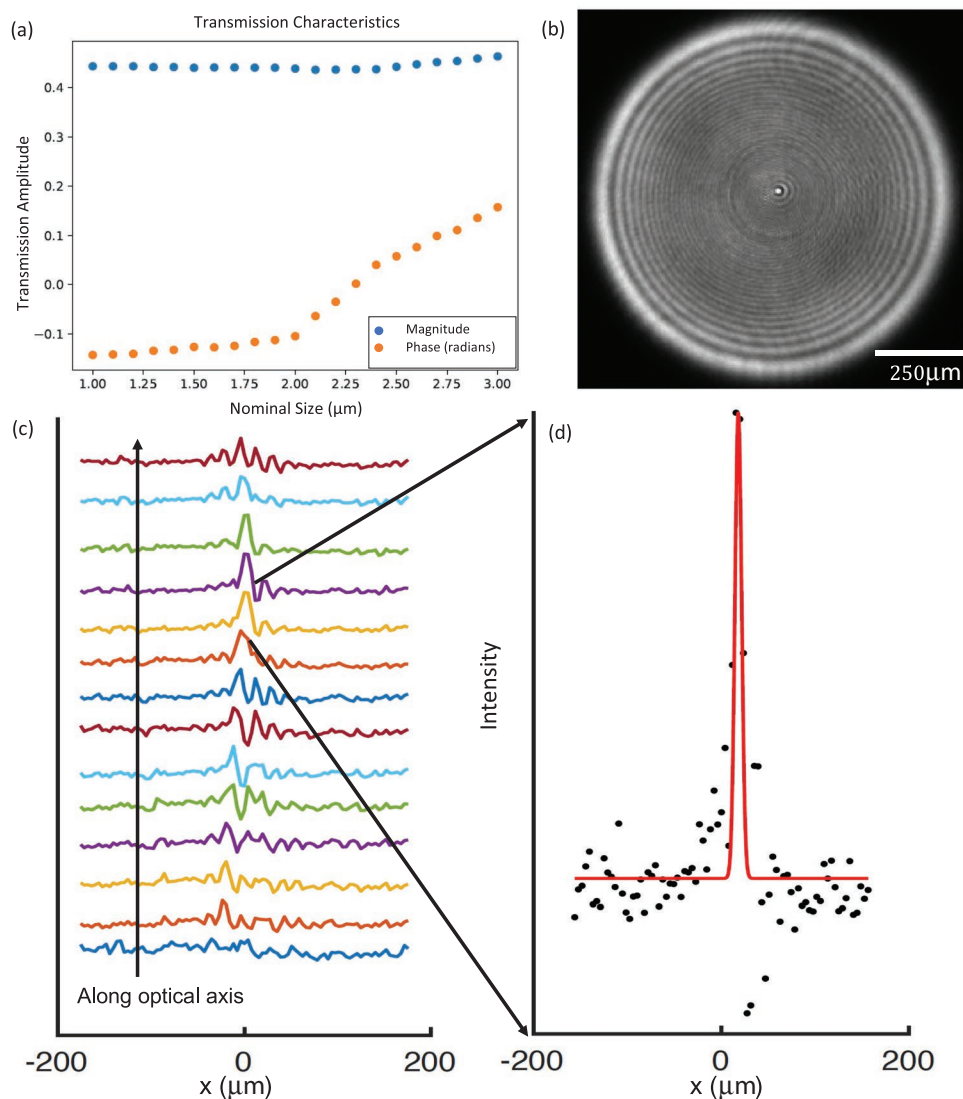 Transmission Characteristics
(a)
Transmission Amplitude
0.4
0.3
0.2
0.1
0.0
−0.1
Magnitude
Phase (radians)
1.00 1.25 1.50 1.75 2.00 2.25 2.50 2.75 3.00
Nominal Size (μm)
(b)
250μm
(c)
Along optical axis
-200 0 200
x (μm)
(d)
Intensity
-200 0 200
x (μm)